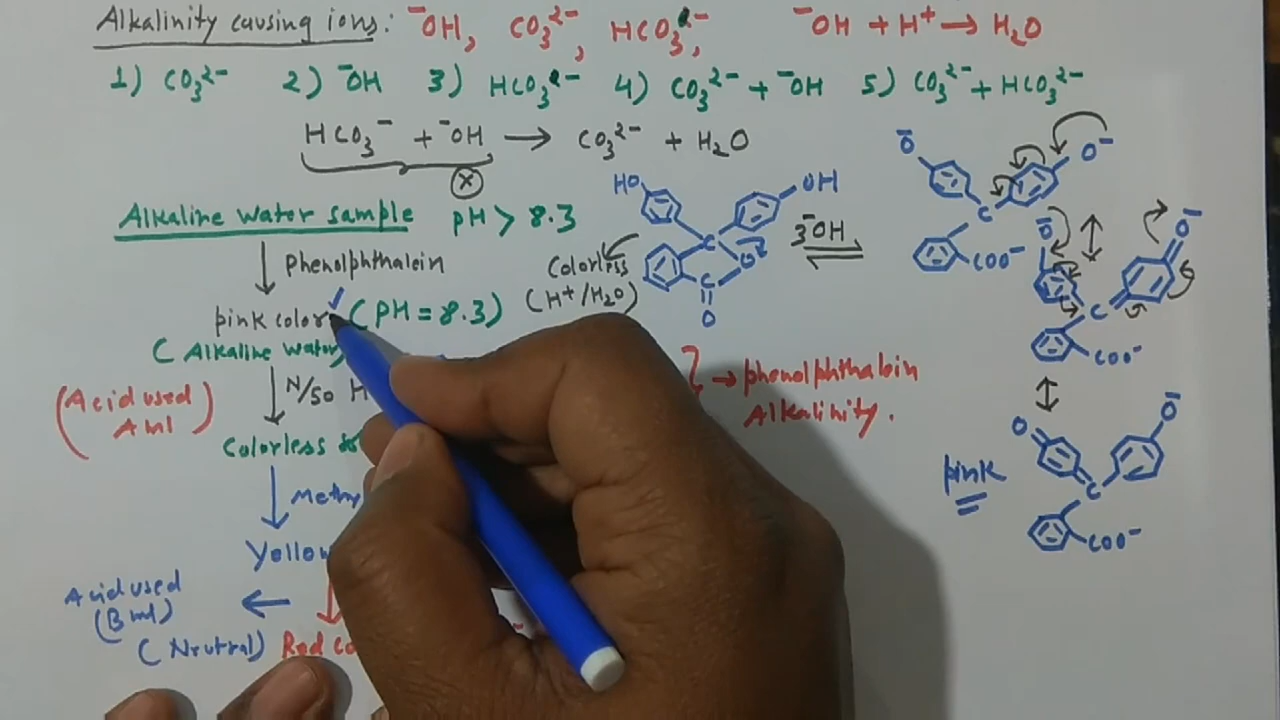 Alkalinity causing ions: ⁻OH, CO₃²⁻, HCO₃⁻, ⁻OH + H⁺ → H₂O
1) CO₃²⁻ 2) ⁻OH 3) HCO₃⁻ 4) CO₃²⁻ + ⁻OH 5) CO₃²⁻ + HCO₃²⁻
HCO₃⁻ + ⁻OH → CO₃²⁻ + H₂O
X
Alkaline water sample pH > 8.3
Phenolphthalein
pink color (pH = 8.3)
(Alkaline water
(Acid used
A ml)
N/50 H
Colorless
Yellow
Acid used
(B ml)
(Neutral) Red
HO OH
O
C
C
O
Colorless
(H⁺/H₂O)
3⁻OH
} → phenolphthalein
Alkalinity.
O⁻ O⁻
C
COO⁻
O⁻ O⁻
C
COO⁻
O O⁻
C
COO⁻
pink